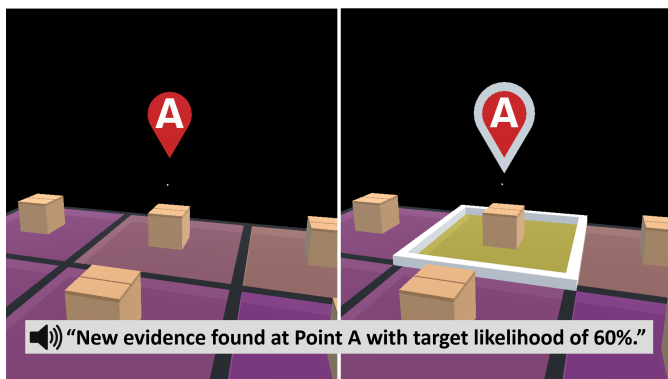 A
A
“New evidence found at Point A with target likelihood of 60%.”